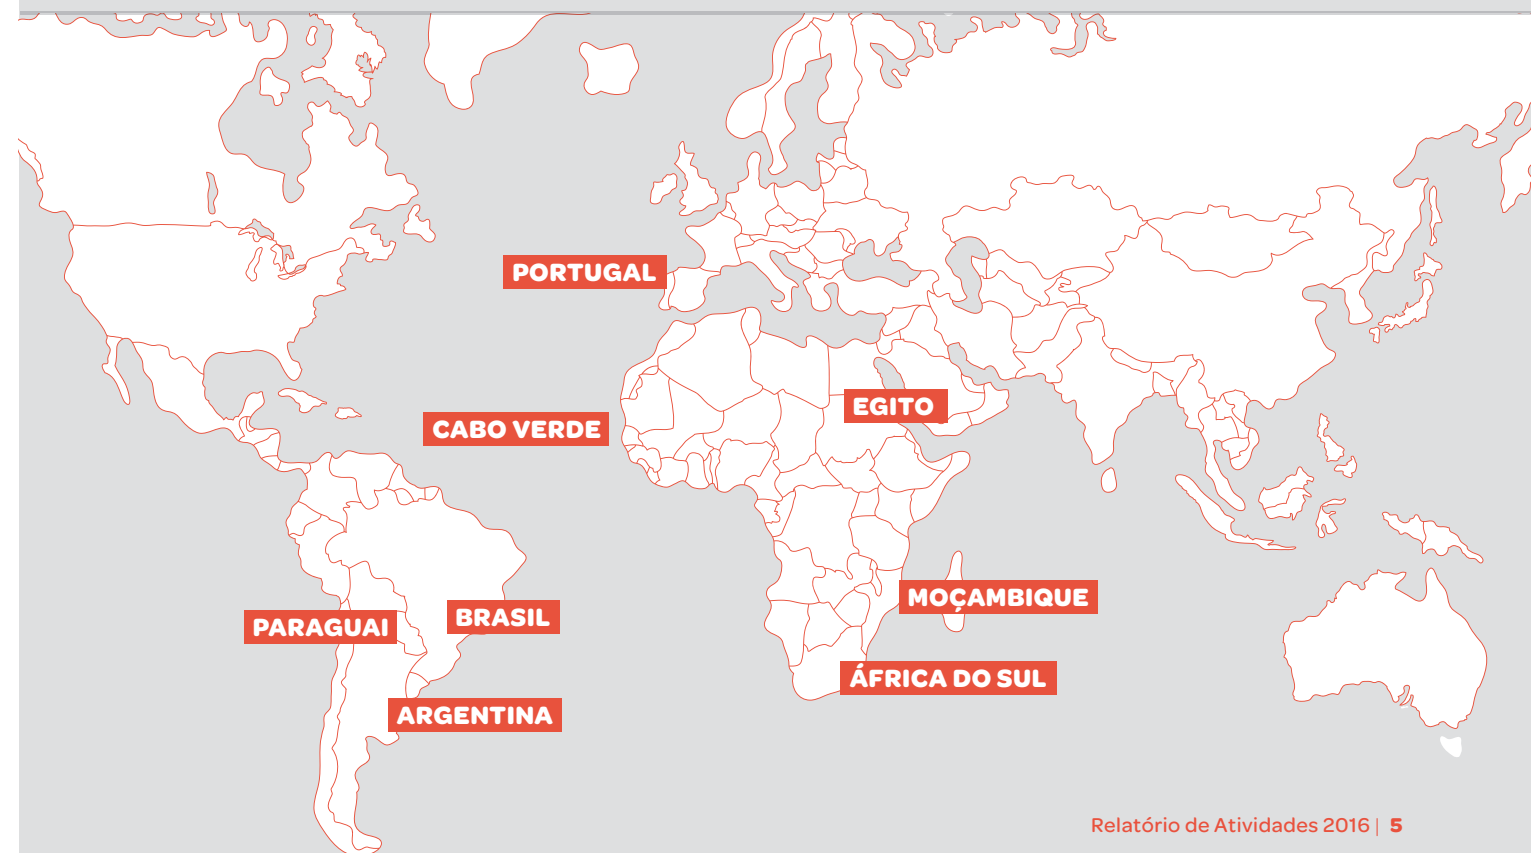 PORTUGAL
EGITO
CABO VERDE
MOÇAMBIQUE
BRASIL
PARAGUAI
ÁFRICA DO SUL
ARGENTINA
Relatório de Atividades 2016 | 5